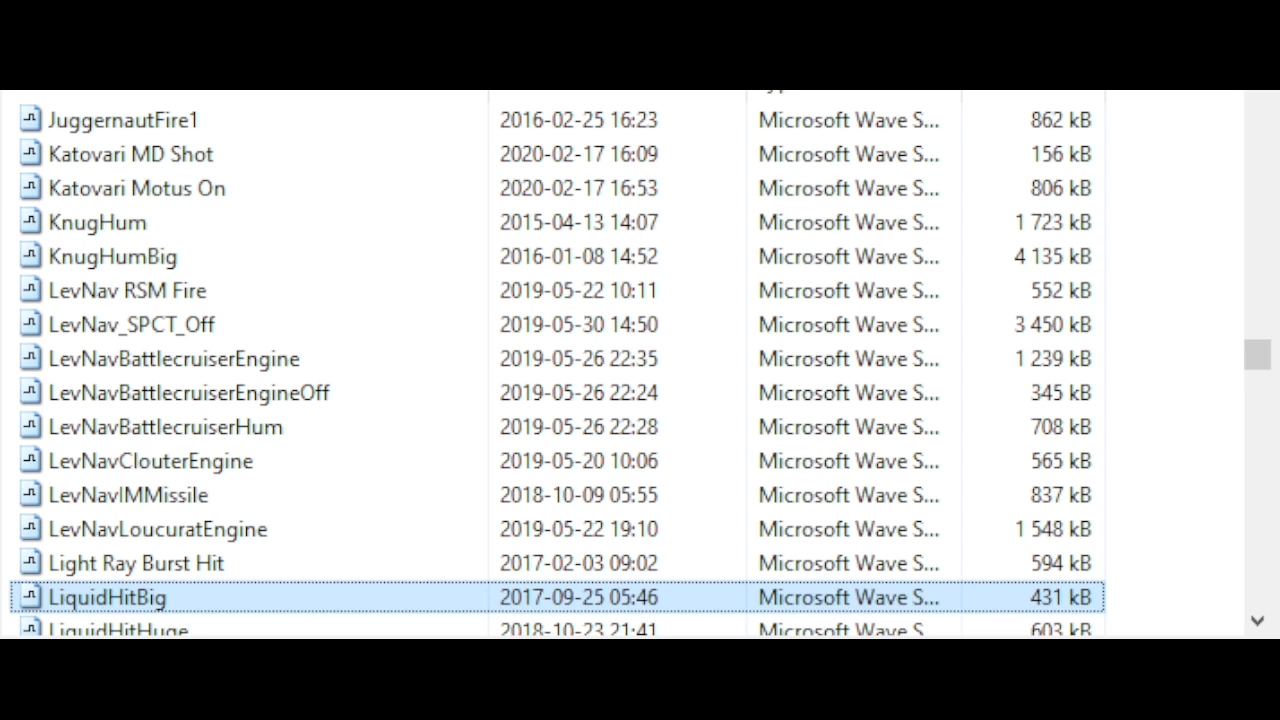 JuggernautFire1 2016-02-25 16:23 Microsoft Wave S... 862 kB
Katovari MD Shot 2020-02-17 16:09 Microsoft Wave S... 156 kB
Katovari Motus On 2020-02-17 16:53 Microsoft Wave S... 806 kB
KnugHum 2015-04-13 14:07 Microsoft Wave S... 1 723 kB
KnugHumBig 2016-01-08 14:52 Microsoft Wave S... 4 135 kB
LevNav RSM Fire 2019-05-22 10:11 Microsoft Wave S... 552 kB
LevNav_SPCT_Off 2019-05-30 14:50 Microsoft Wave S... 3 450 kB
LevNavBattlecruiserEngine 2019-05-26 22:35 Microsoft Wave S... 1 239 kB
LevNavBattlecruiserEngineOff 2019-05-26 22:24 Microsoft Wave S... 345 kB
LevNavBattlecruiserHum 2019-05-26 22:28 Microsoft Wave S... 708 kB
LevNavClouterEngine 2019-05-20 10:06 Microsoft Wave S... 565 kB
LevNavIMMissile 2018-10-09 05:55 Microsoft Wave S... 837 kB
LevNavLoucuratEngine 2019-05-22 19:10 Microsoft Wave S... 1 548 kB
Light Ray Burst Hit 2017-02-03 09:02 Microsoft Wave S... 594 kB
LiquidHitBig 2017-09-25 05:46 Microsoft Wave S... 431 kB
LiquidHitHuge 2018-10-23 21:41 Microsoft Wave S 603 kB